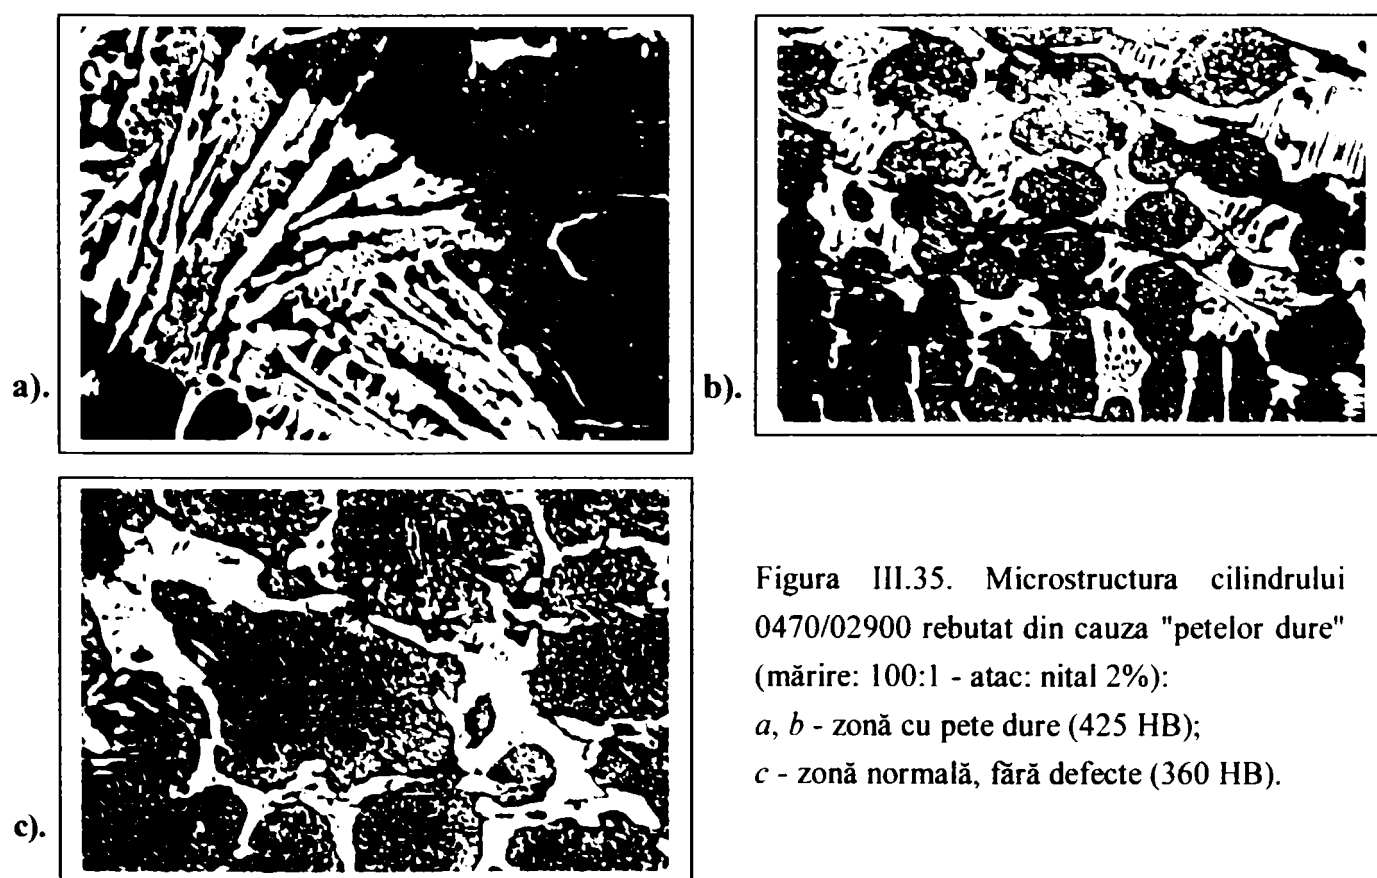 a).
b).
c).
Figura III.35. Microstructura cilindrului
0470/02900 rebutat din cauza "petelor dure"
(mărire: 100:1 - atac: nital 2%):
a, b - zonă cu pete dure (425 HB);
c - zonă normală, fără defecte (360 HB).